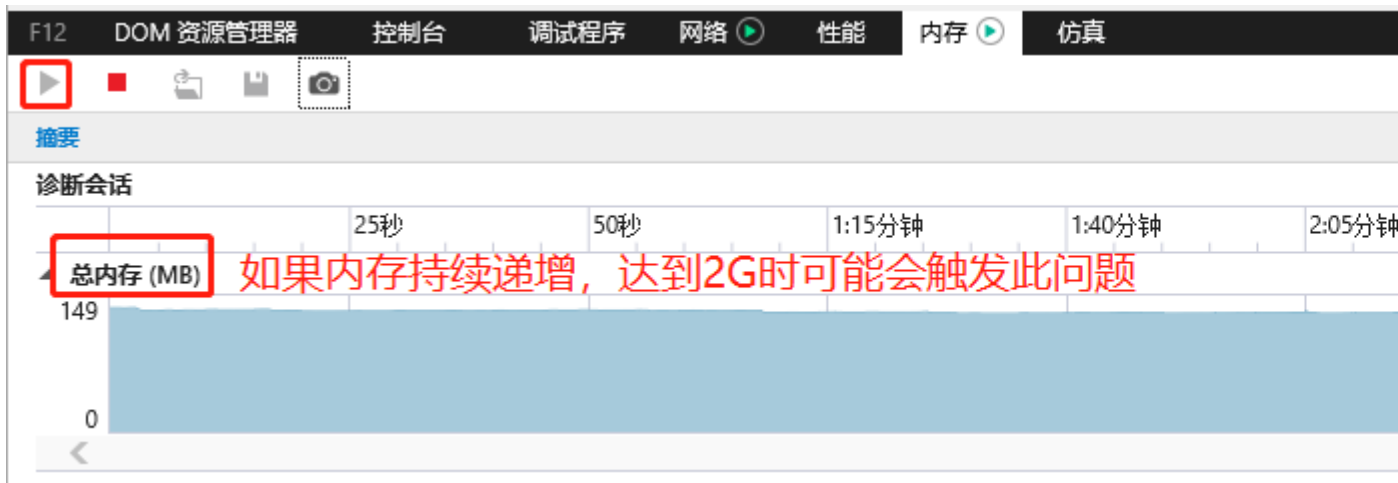 F12 DOM 资源管理器 控制台 调试程序 网络 性能 内存 仿真
摘要
诊断会话
25秒 50秒 1:15分钟 1:40分钟 2:05分钟
总内存 (MB) 如果内存持续递增，达到2G时可能会触发此问题
149
0